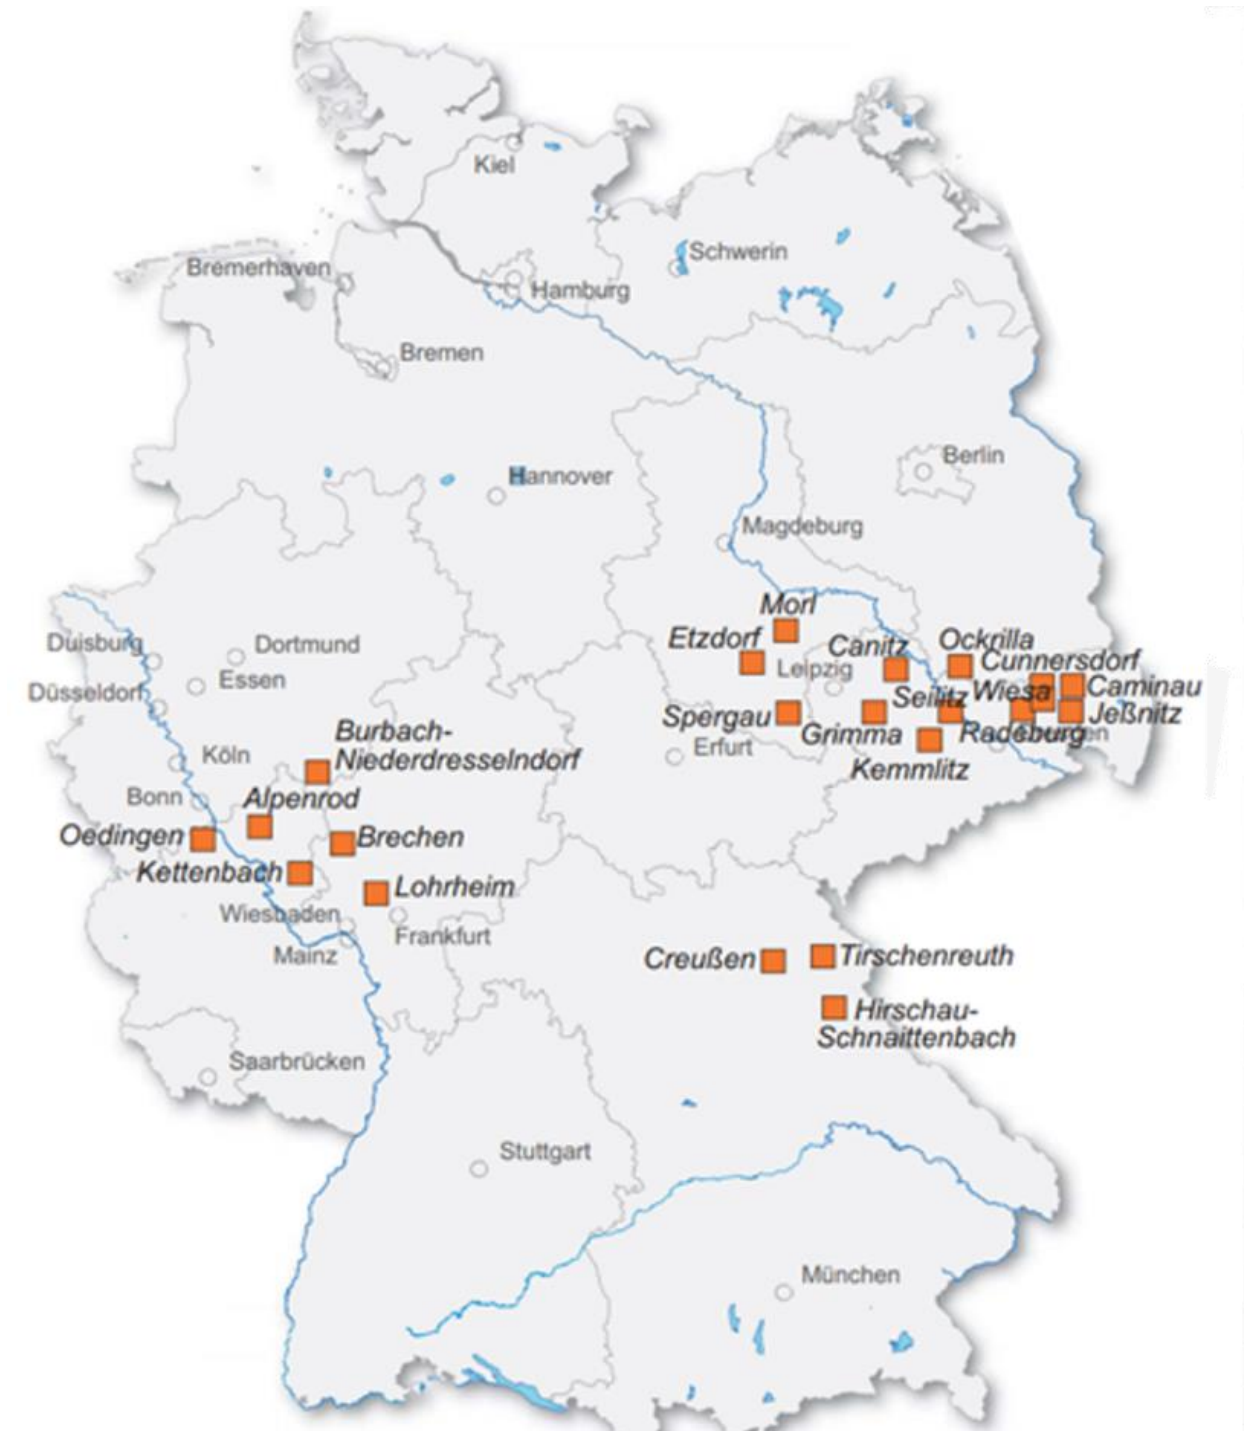 Kiel
Schwerin
Bremerhaven
Hamburg
Bremen
Berlin
Hannover
Magdeburg
Morl
Etzdorf
Canitz
Ockrilla
Duisburg
Dortmund
Leipzig
Cunnersdorf
Essen
Düsseldorf
Seilitz
Wiesa
Caminau
Jeßnitz
Spergau
Grimma
Radeburg
Erfurt
Burbach-
Niederdresselndorf
Köln
Kemmlitz
Bonn
Alpenrod
Oedingen
Brechen
Kettenbach
Lohrheim
Wiesbaden
Frankfurt
Mainz
Creußen
Tirschenreuth
Hirschau-
Schnaittenbach
Saarbrücken
Stuttgart
München